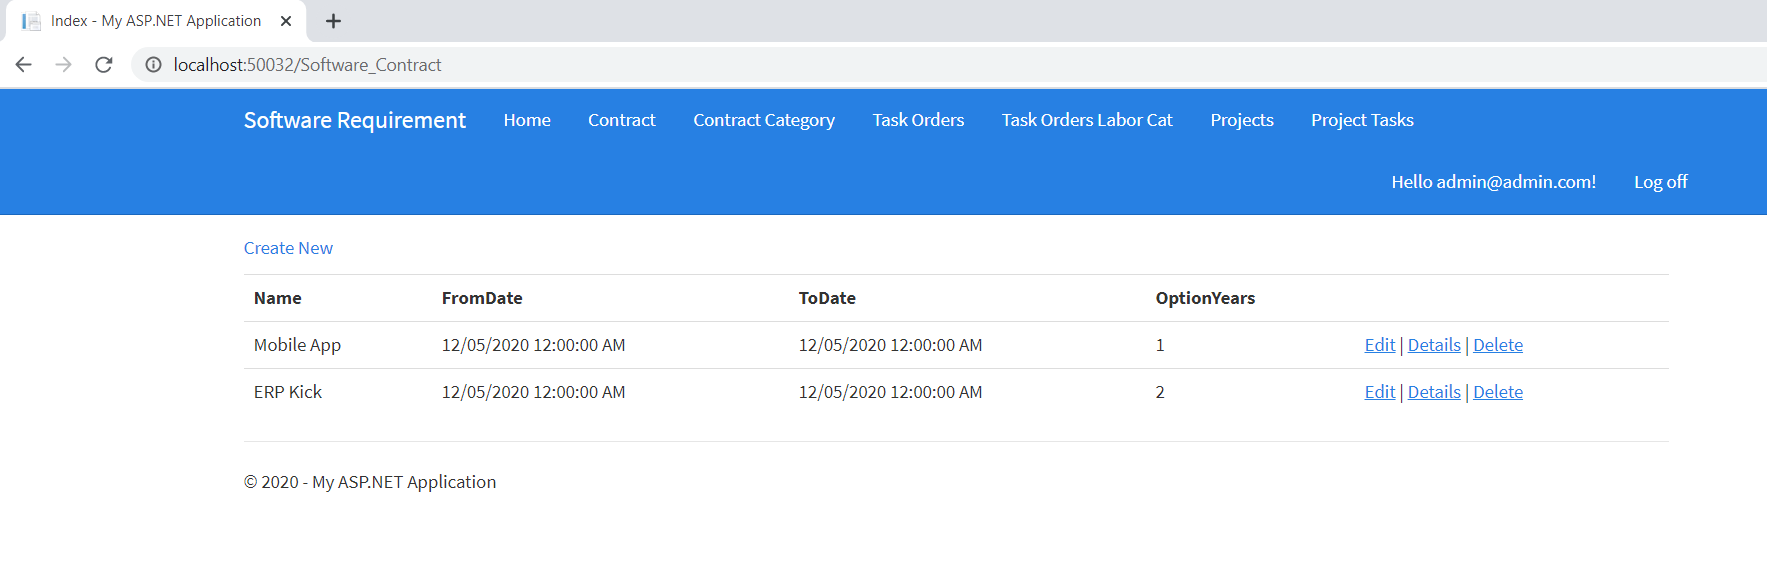 Index - My ASP.NET Application
localhost:50032/Software_Contract
Software Requirement Home Contract Contract Category Task Orders Task Orders Labor Cat Projects Project Tasks
Hello admin@admin.com! Log off
Create New
Name FromDate ToDate OptionYears
Mobile App 12/05/2020 12:00:00 AM 12/05/2020 12:00:00 AM 1 Edit | Details | Delete
ERP Kick 12/05/2020 12:00:00 AM 12/05/2020 12:00:00 AM 2 Edit | Details | Delete
© 2020 - My ASP.NET Application